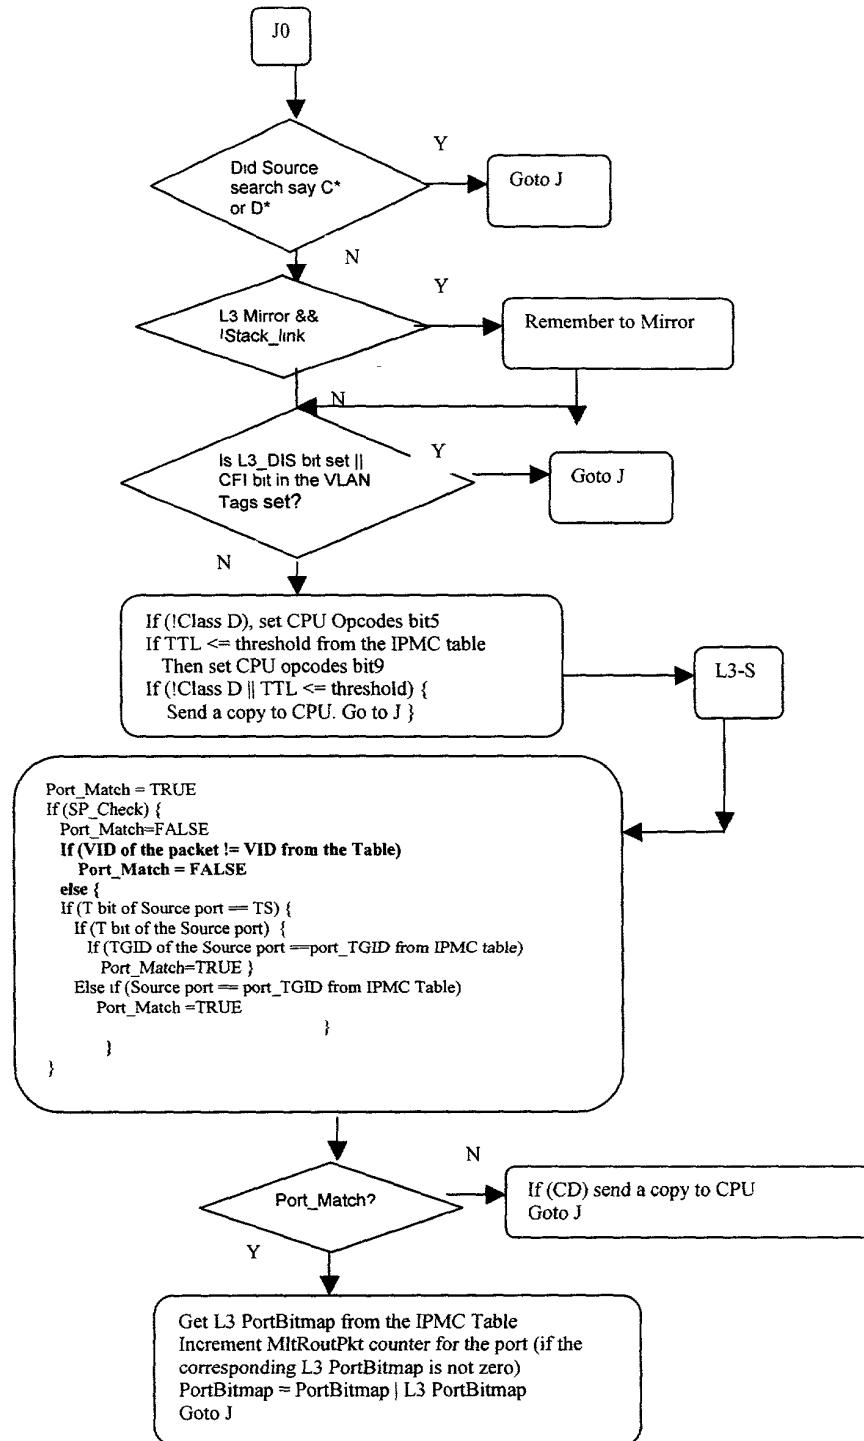 J0
Did Source
search say C*
or D*
Y
Goto J
N
L3 Mirror &&
!Stack_link
Y
Remember to Mirror
N
Is L3_DIS bit set ||
CFI bit in the VLAN
Tags set?
Y
Goto J
N
If (!Class D), set CPU Opcodes bit5
If TTL <= threshold from the IPMC table
Then set CPU opcodes bit9
If (!Class D || TTL <= threshold) {
Send a copy to CPU. Go to J }
L3-S
Port_Match = TRUE
If (SP_Check) {
Port_Match=FALSE
If (VID of the packet != VID from the Table)
Port_Match = FALSE
else {
If (T bit of Source port == TS) {
If (T bit of the Source port) {
If (TGID of the Source port ==port_TGID from IPMC table)
Port_Match=TRUE }
Else if (Source port == port_TGID from IPMC Table)
Port_Match =TRUE
}
}
}
Port_Match?
N
If (CD) send a copy to CPU
Goto J
Y
Get L3 PortBitmap from the IPMC Table
Increment MltRoutPkt counter for the port (if the
corresponding L3 PortBitmap is not zero)
PortBitmap = PortBitmap | L3 PortBitmap
Goto J